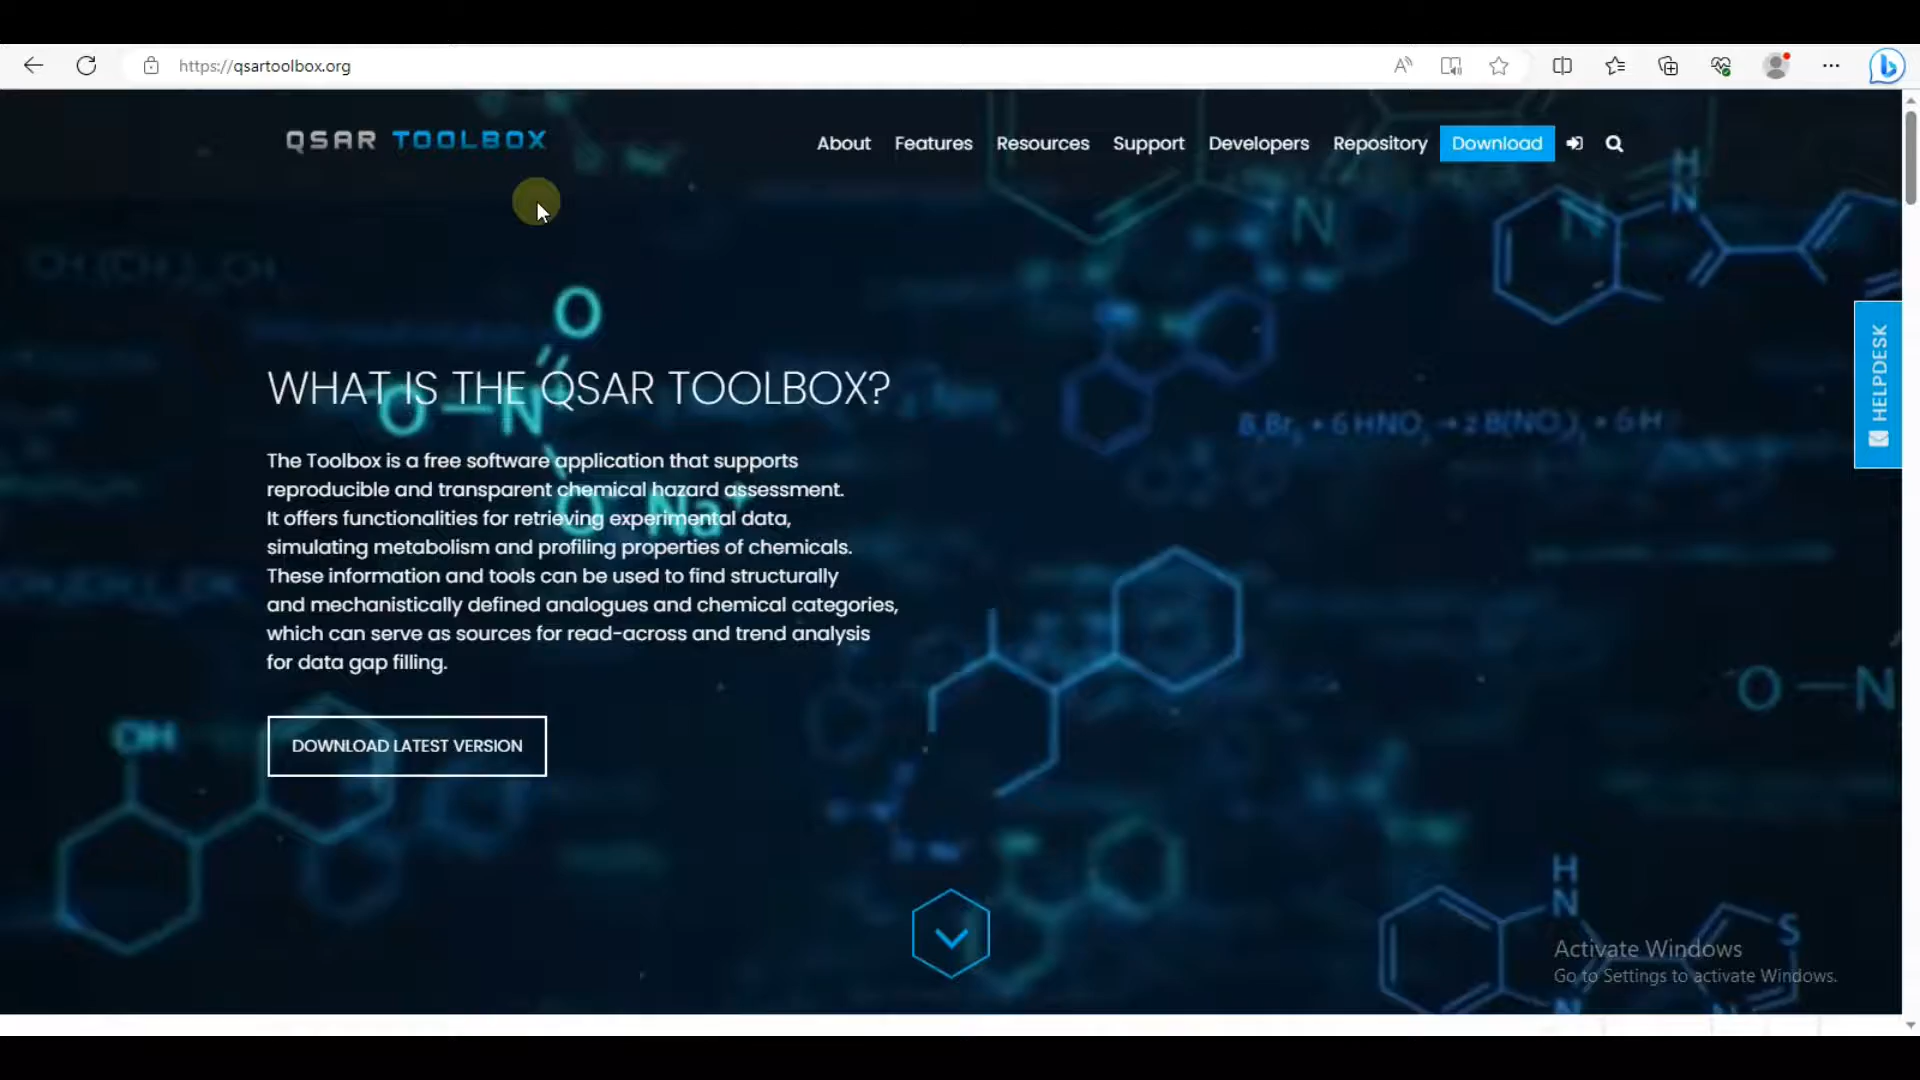 https://qsartoolbox.org
QSAR TOOLBOX
About Features Resources Support Developers Repository Download
HELPDESK
WHAT IS THE QSAR TOOLBOX?
The Toolbox is a free software application that supports
reproducible and transparent chemical hazard assessment.
It offers functionalities for retrieving experimental data,
simulating metabolism and profiling properties of chemicals.
These information and tools can be used to find structurally
and mechanistically defined analogues and chemical categories,
which can serve as sources for read-across and trend analysis
for data gap filling.
DOWNLOAD LATEST VERSION
O
O N
O Na+
OH
H
N
N
O N
H
N
S
N
Activate Windows
Go to Settings to activate Windows.